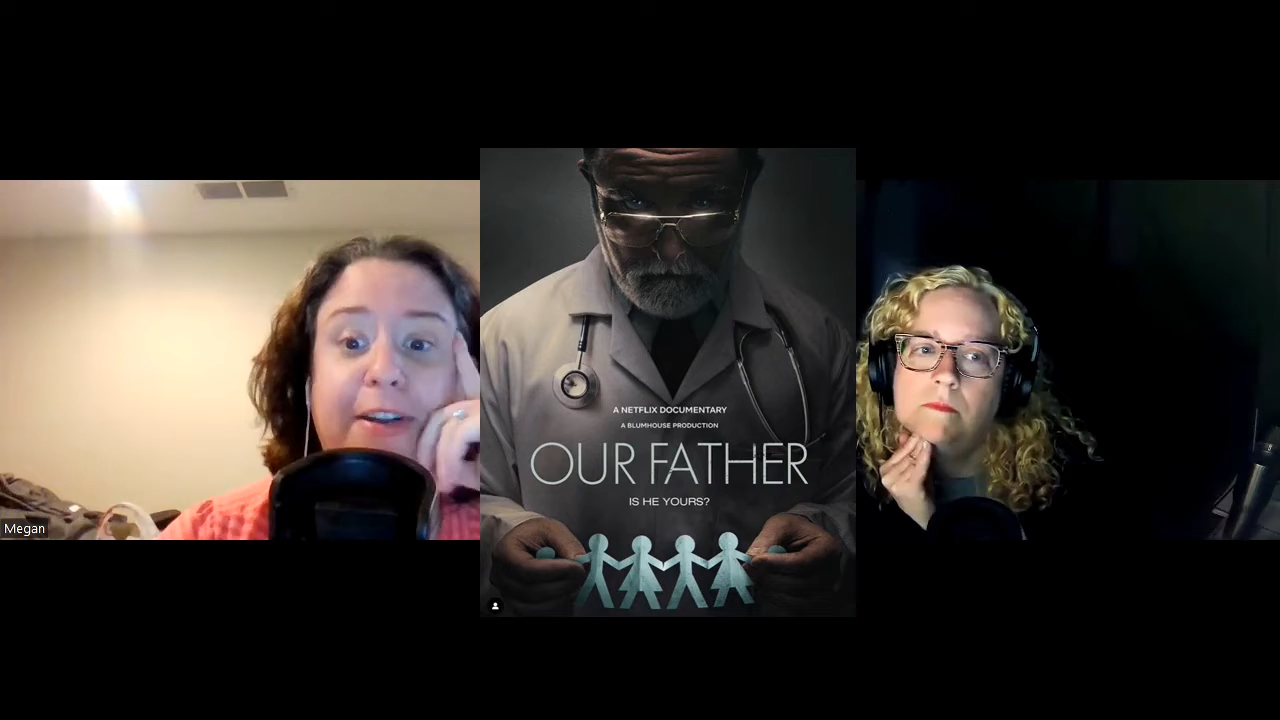 Megan
A NETFLIX DOCUMENTARY
A BLUMHOUSE PRODUCTION
OUR FATHER
IS HE YOURS?